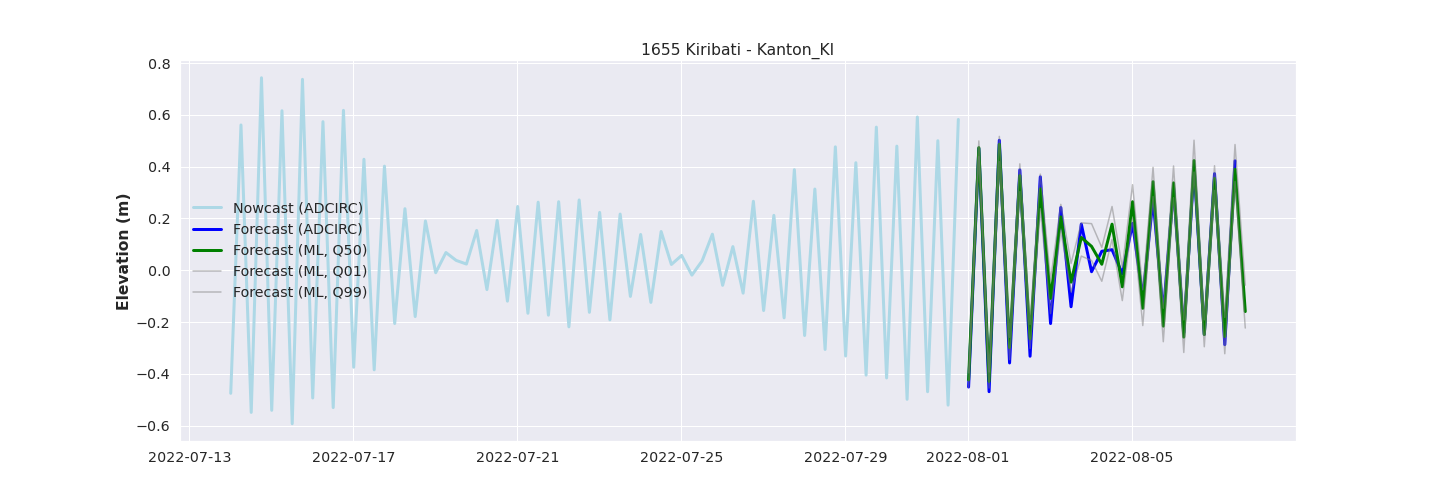 1655 Kiribati - Kanton_KI
Elevation (m)
0.8
0.6
0.4
0.2
0.0
−0.2
−0.4
−0.6
Nowcast (ADCIRC)
Forecast (ADCIRC)
Forecast (ML, Q50)
Forecast (ML, Q01)
Forecast (ML, Q99)
2022-07-13 2022-07-17 2022-07-21 2022-07-25 2022-07-29 2022-08-01 2022-08-05